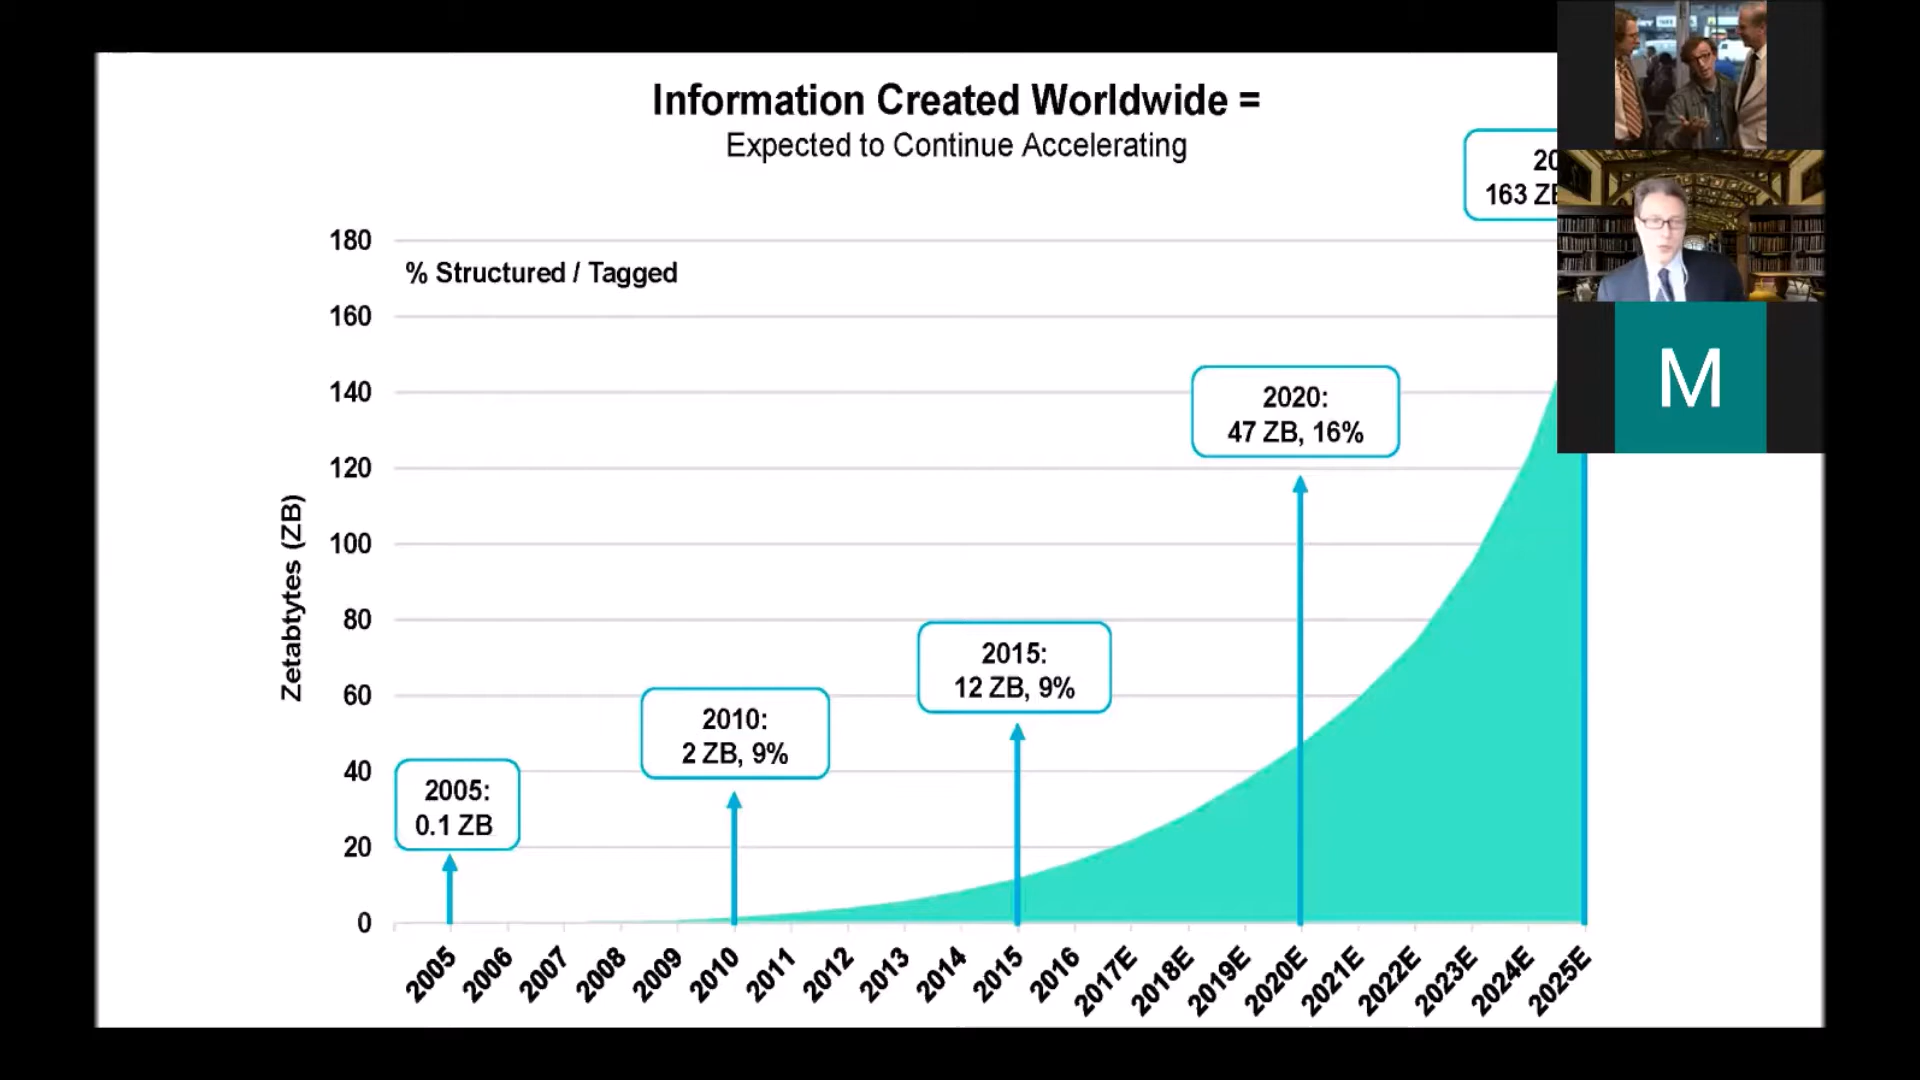 Information Created Worldwide =
Expected to Continue Accelerating
% Structured / Tagged
Zetabtytes (ZB)
180
160
140
120
100
80
60
40
20
0
2005:
0.1 ZB
2010:
2 ZB, 9%
2015:
12 ZB, 9%
2020:
47 ZB, 16%
20
163 ZB
2005
2006
2007
2008
2009
2010
2011
2012
2013
2014
2015
2016
2017E
2018E
2019E
2020E
2021E
2022E
2023E
2024E
2025E
M